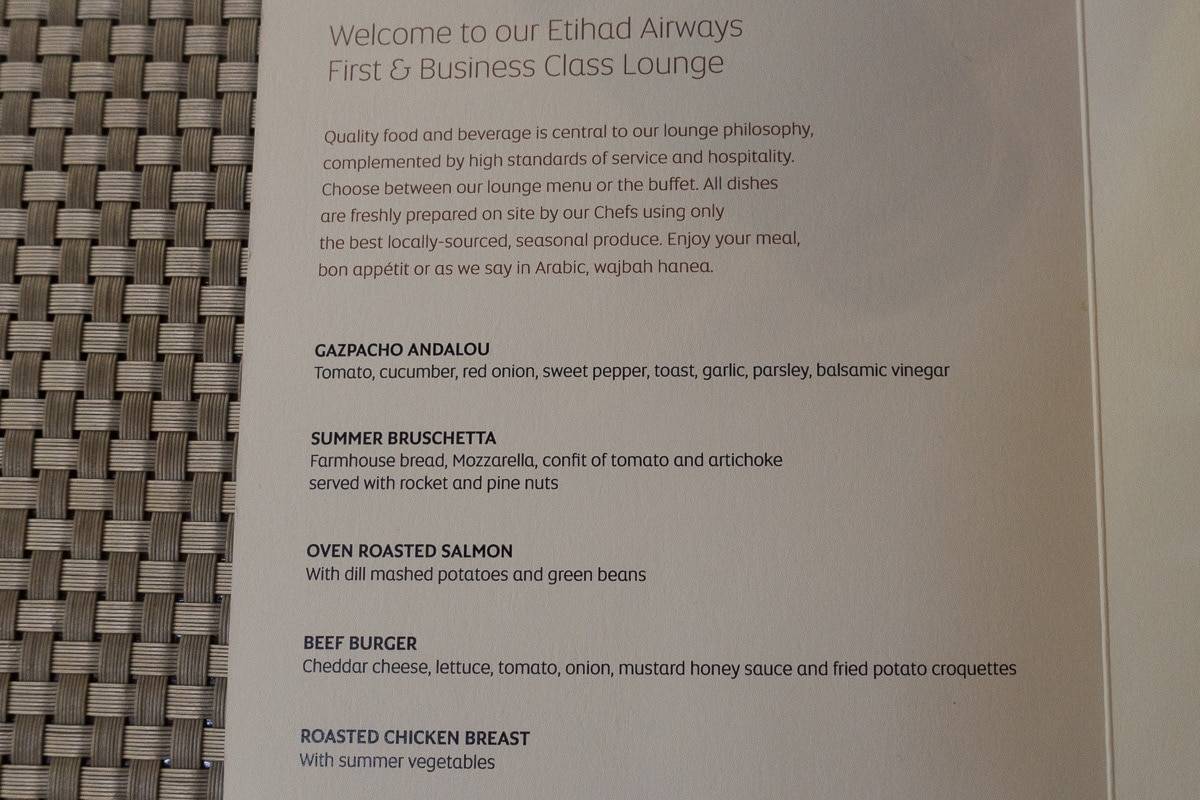 Welcome to our Etihad Airways
First & Business Class Lounge
Quality food and beverage is central to our lounge philosophy,
complemented by high standards of service and hospitality.
Choose between our lounge menu or the buffet. All dishes
are freshly prepared on site by our Chefs using only
the best locally-sourced, seasonal produce. Enjoy your meal,
bon appétit or as we say in Arabic, wajbah hanea.
GAZPACHO ANDALOU
Tomato, cucumber, red onion, sweet pepper, toast, garlic, parsley, balsamic vinegar
SUMMER BRUSCHETTA
Farmhouse bread, Mozzarella, confit of tomato and artichoke
served with rocket and pine nuts
OVEN ROASTED SALMON
With dill mashed potatoes and green beans
BEEF BURGER
Cheddar cheese, lettuce, tomato, onion, mustard honey sauce and fried potato croquettes
ROASTED CHICKEN BREAST
With summer vegetables